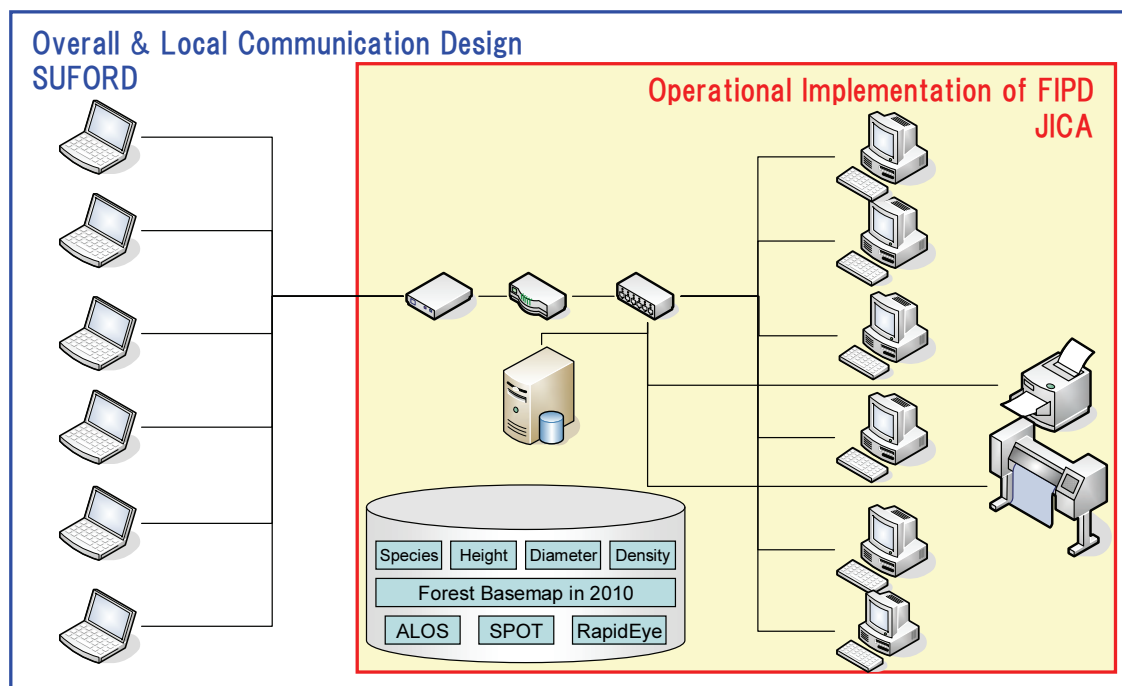 Overall & Local Communication Design
SUFORD
Operational Implementation of FIPD
JICA
Species Height Diameter Density
Forest Basemap in 2010
ALOS SPOT RapidEye